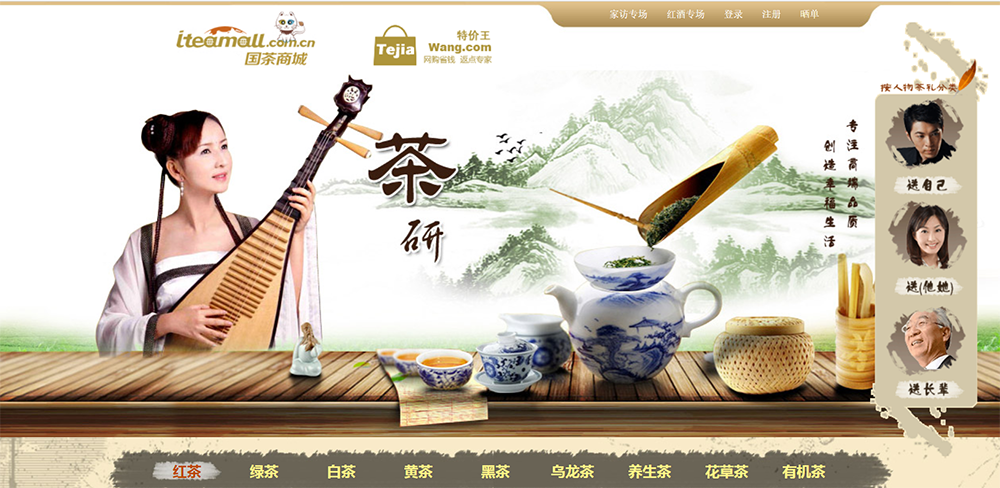 家访专场 红酒专场 登录 注册 晒单
iteamall.com.cn
国茶商城
Tejia
特价王
Wang.com
网购省钱 返点专家
按人物茶礼分类
茶
研
专注高端品质
创造幸福生活
送自己
送(他她)
送长辈
红茶 绿茶 白茶 黄茶 黑茶 乌龙茶 养生茶 花草茶 有机茶